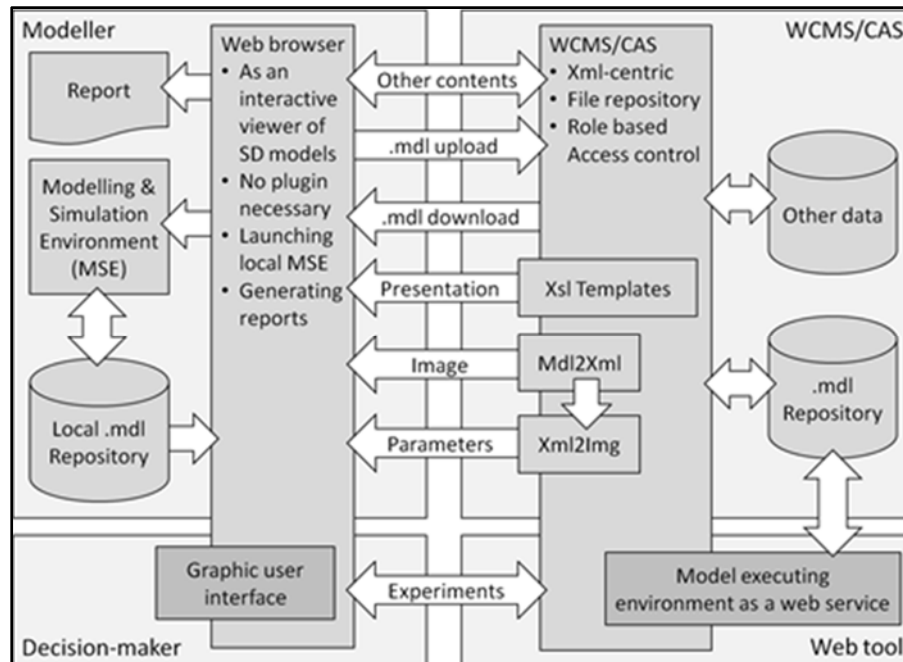 Modeller
Report
Modelling &
Simulation
Environment
(MSE)
Local .mdl
Repository
Web browser
• As an
interactive
viewer of
SD models
• No plugin
necessary
• Launching
local MSE
• Generating
reports
Other contents
.mdl upload
.mdl download
Presentation
Image
Parameters
Experiments
WCMS/CAS
• Xml-centric
• File repository
• Role based
Access control
Xsl Templates
Mdl2Xml
Xml2Img
WCMS/CAS
Other data
.mdl
Repository
Graphic user
interface
Decision-maker
Model executing
environment as a web service
Web tool